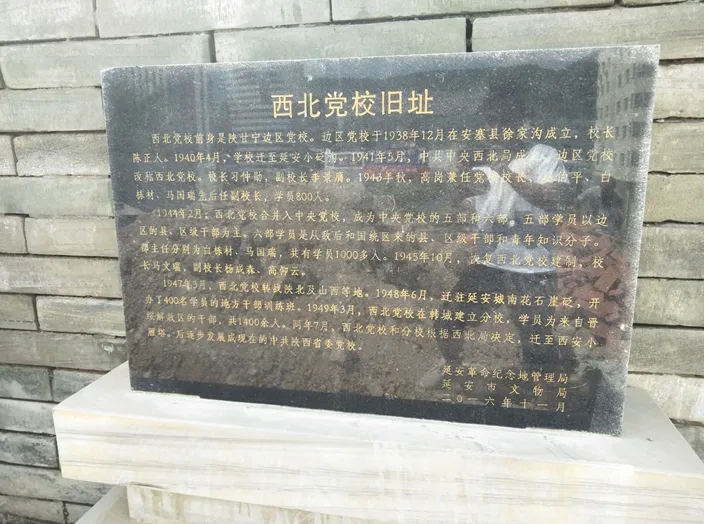 西北党校旧址
西北党校前身是陕甘宁边区党校。边区党校于1938年12月在安塞县徐家沟成立，校长
陈正人。1940年4月，学校迁至延安小砭沟。1941年5月，中共中央西北局成立，边区党校
改称西北党校。校长习仲勋，副校长李景膺。1943年秋，高岗兼任党校校长，伯乎，白
栋材、马国瑞先后任副校长，学员800人。
1944年2月，西北党校合并入中央党校，成为中央党校的五部和六部。五部学员以边
区的县、区级干部为主。六部学员是从敌后和国统区来的县、区级干部和青年知识分子。
部主任分别为白栋材、马国瑞，共有学员1000多人。1945年10月，恢复西北党校建制，校
长马文瑞，副校长杨成森、高仰云。
1947年3月，西北党校转战陕北及山西等地。1948年6月，迁驻延安城南花石崖砭，开
办了400名学员的地方干部训练班。1949年3月，西北党校在韩城建立分校，学员为来自晋
绥解放区的干部，共1400余人。同年7月，西北党校和分校根据西北局决定，迁至西安小
雁塔。后逐步发展成现在的中共陕西省委党校。
延安革命纪念地管理局
延安市文物局
二〇一六年十一月